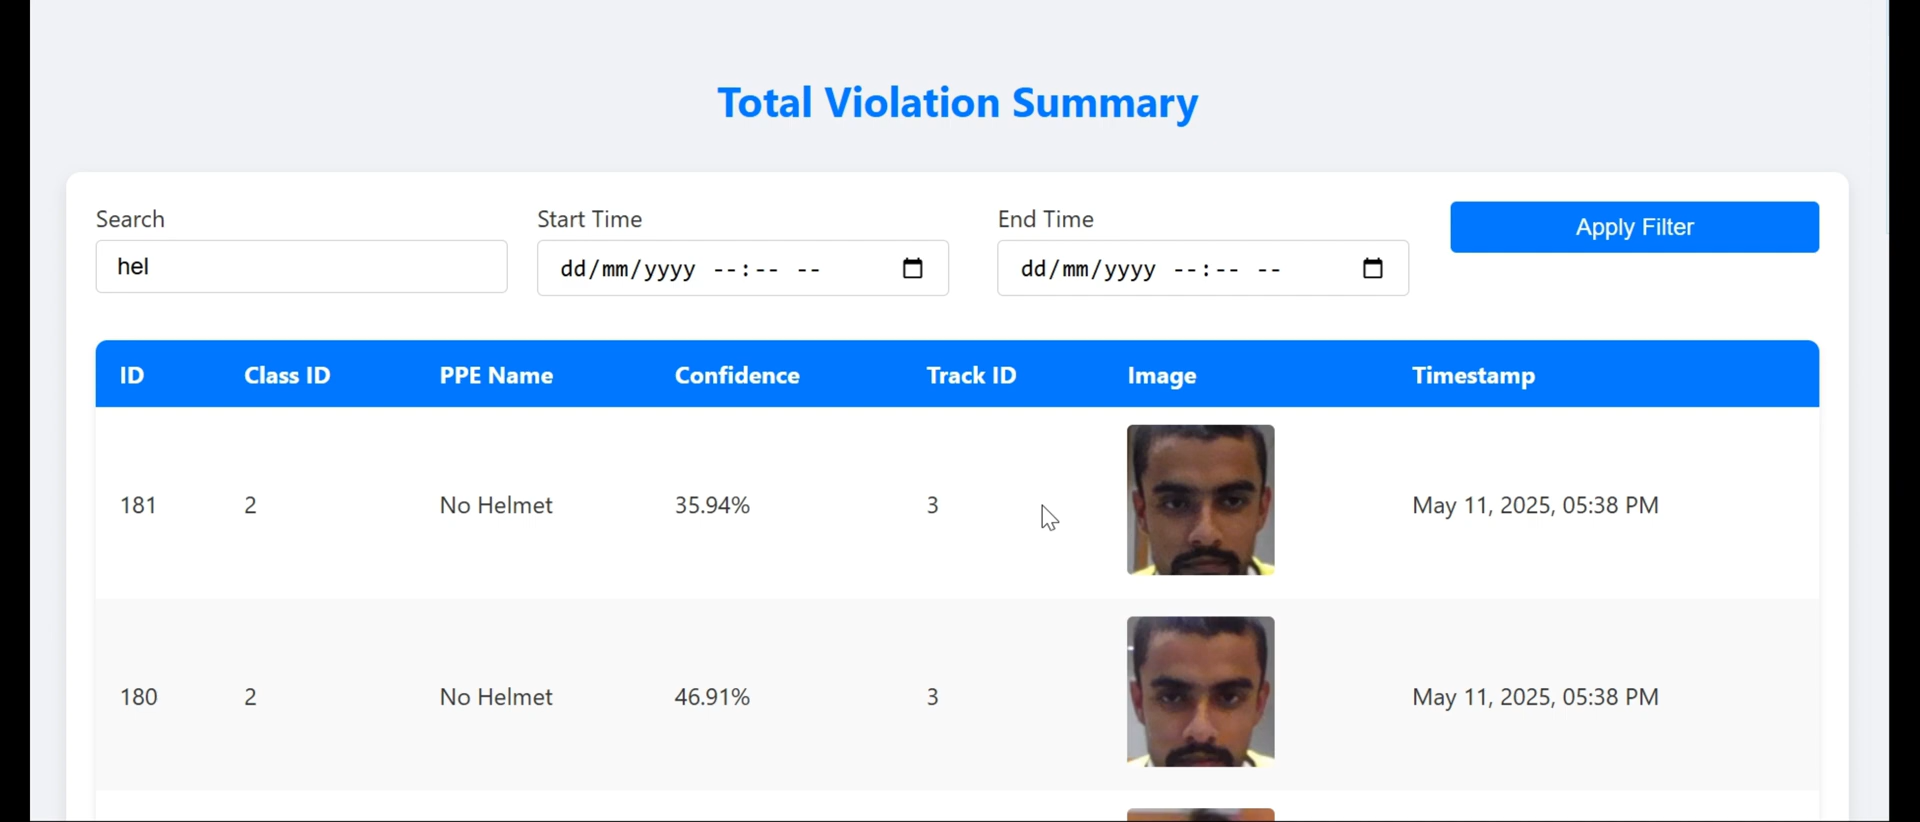 Total Violation Summary
Search Start Time End Time Apply Filter
hel dd/mm/yyyy --:-- -- dd/mm/yyyy --:-- --
ID Class ID PPE Name Confidence Track ID Image Timestamp
181 2 No Helmet 35.94% 3 May 11, 2025, 05:38 PM
180 2 No Helmet 46.91% 3 May 11, 2025, 05:38 PM